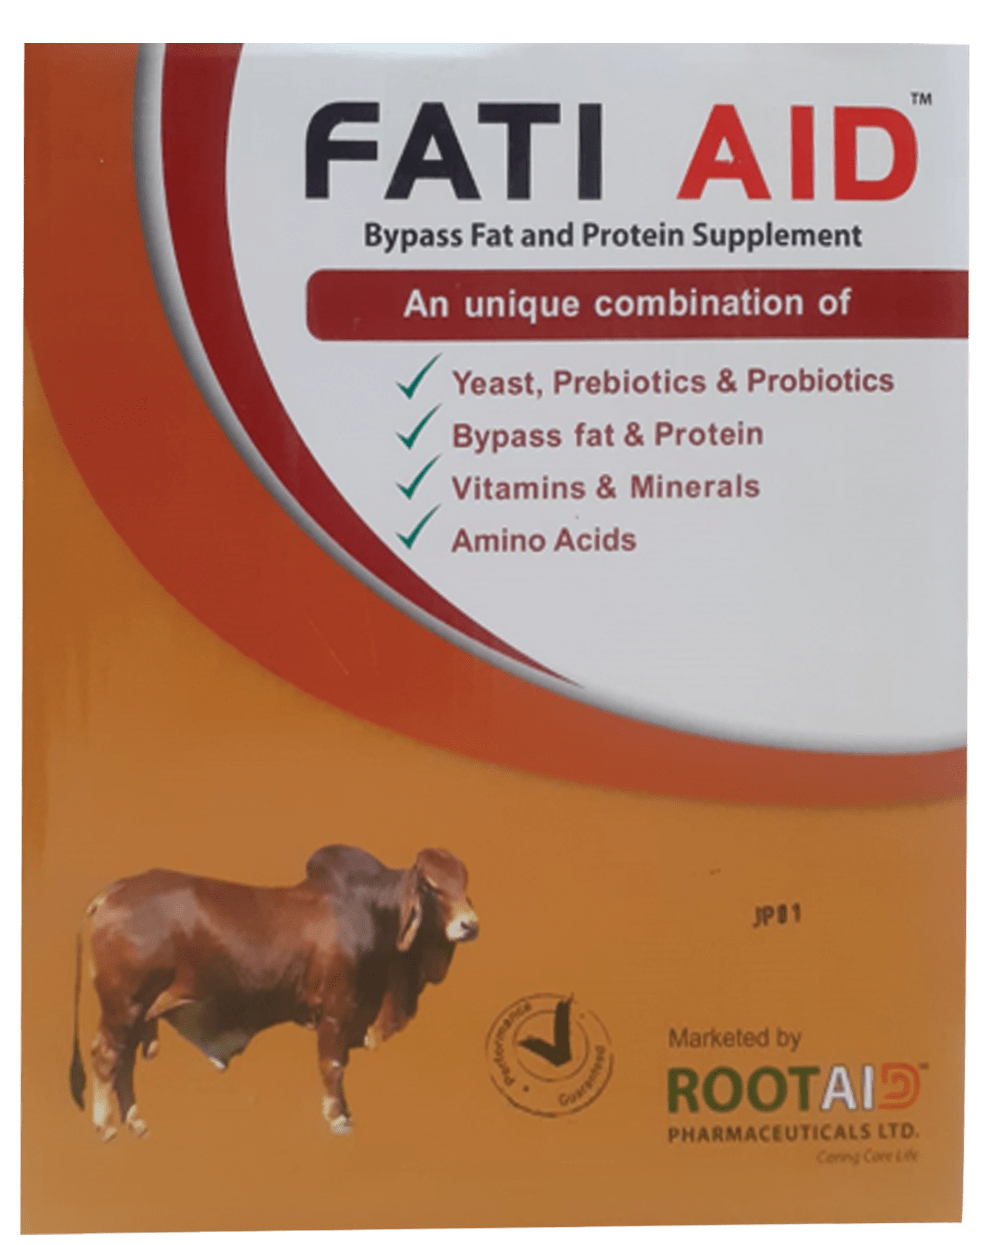 FATI AID™
Bypass Fat and Protein Supplement
An unique combination of
Yeast, Prebiotics & Probiotics
Bypass fat & Protein
Vitamins & Minerals
Amino Acids
JP01
Performance
Guaranteed
Marketed by
ROOTAID™
PHARMACEUTICALS LTD.
Caring Core Life